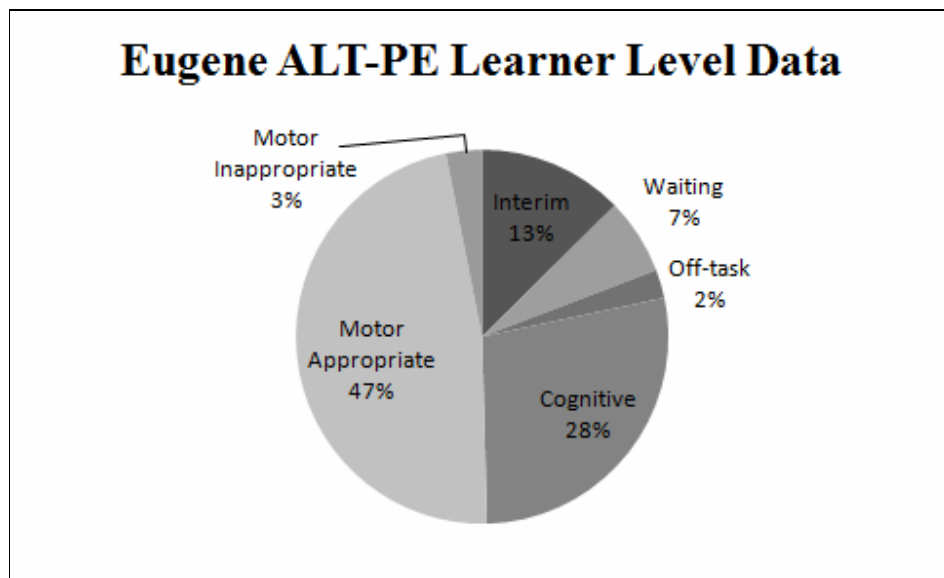 Eugene ALT-PE Learner Level Data
Motor
Inappropriate
3%
Interim
13%
Waiting
7%
Off-task
2%
Motor
Appropriate
47%
Cognitive
28%